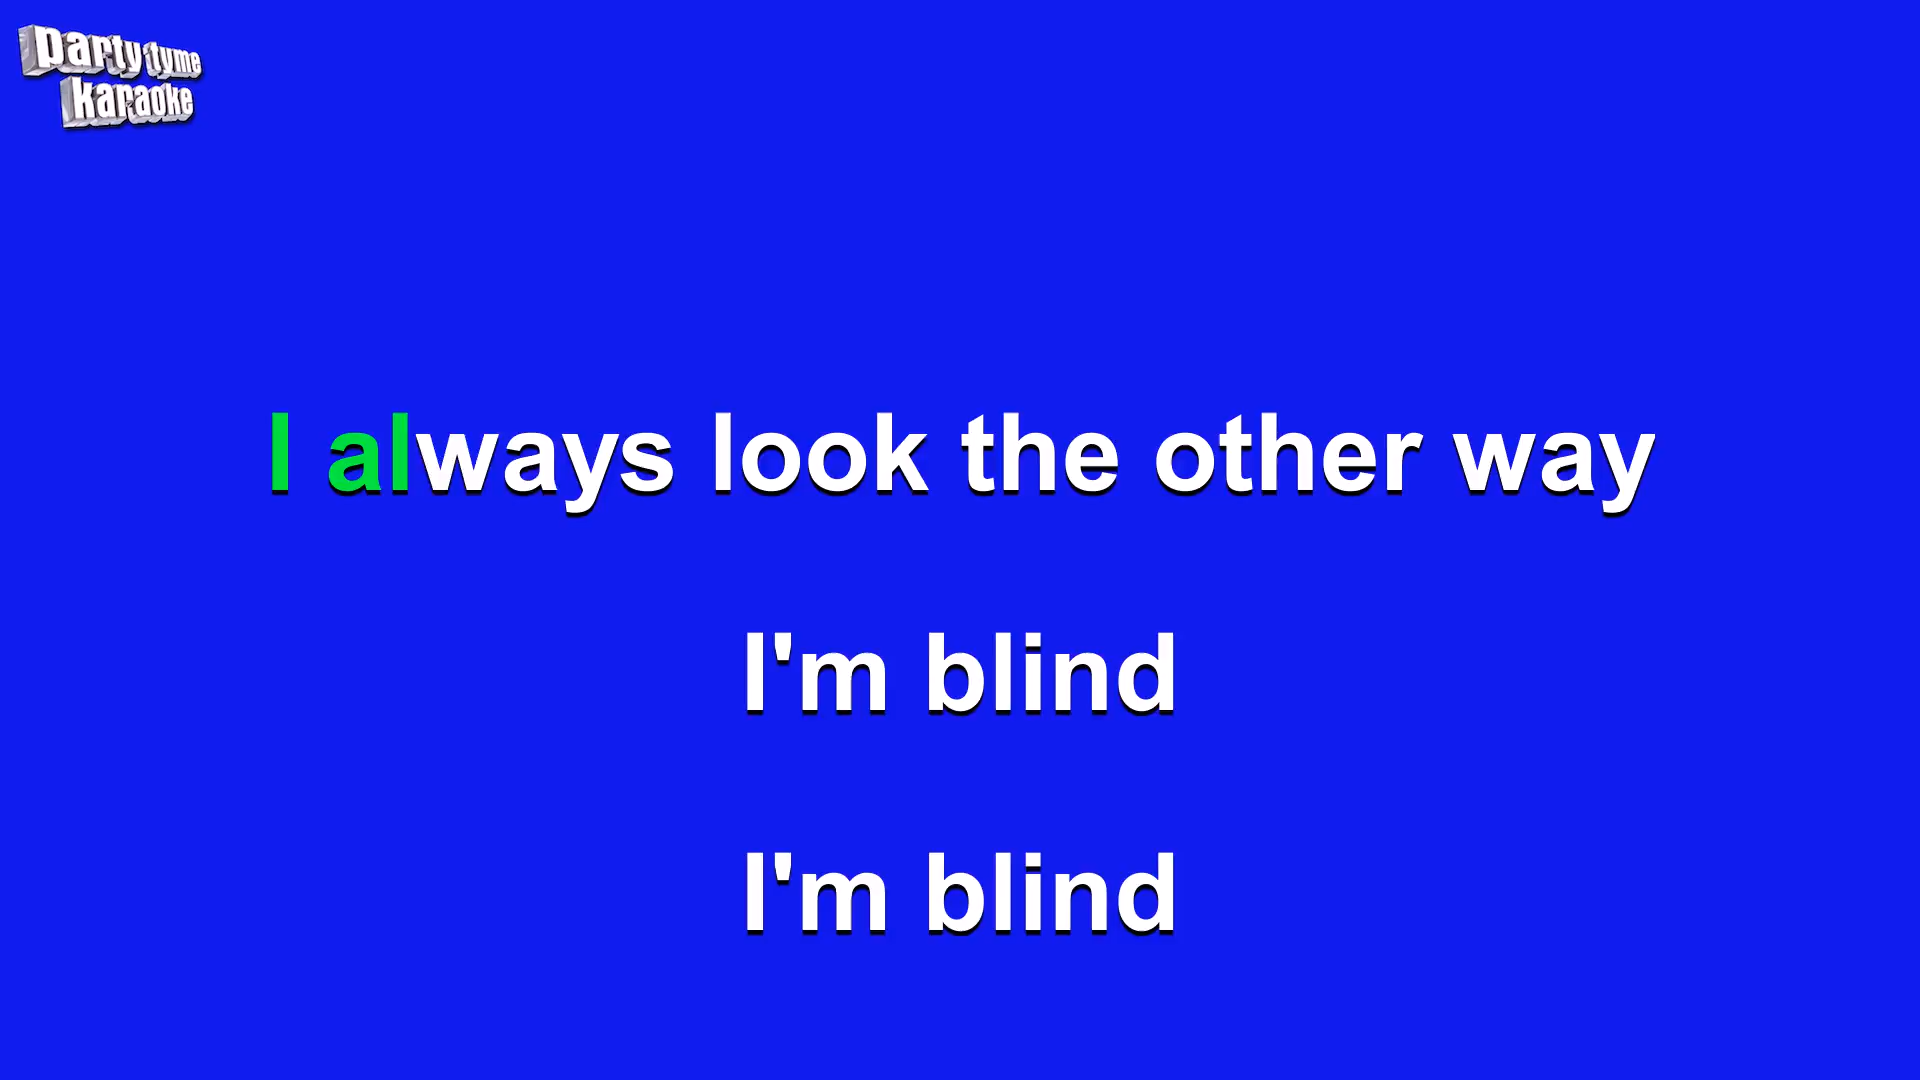 party tyme
karaoke
I always look the other way
I'm blind
I'm blind